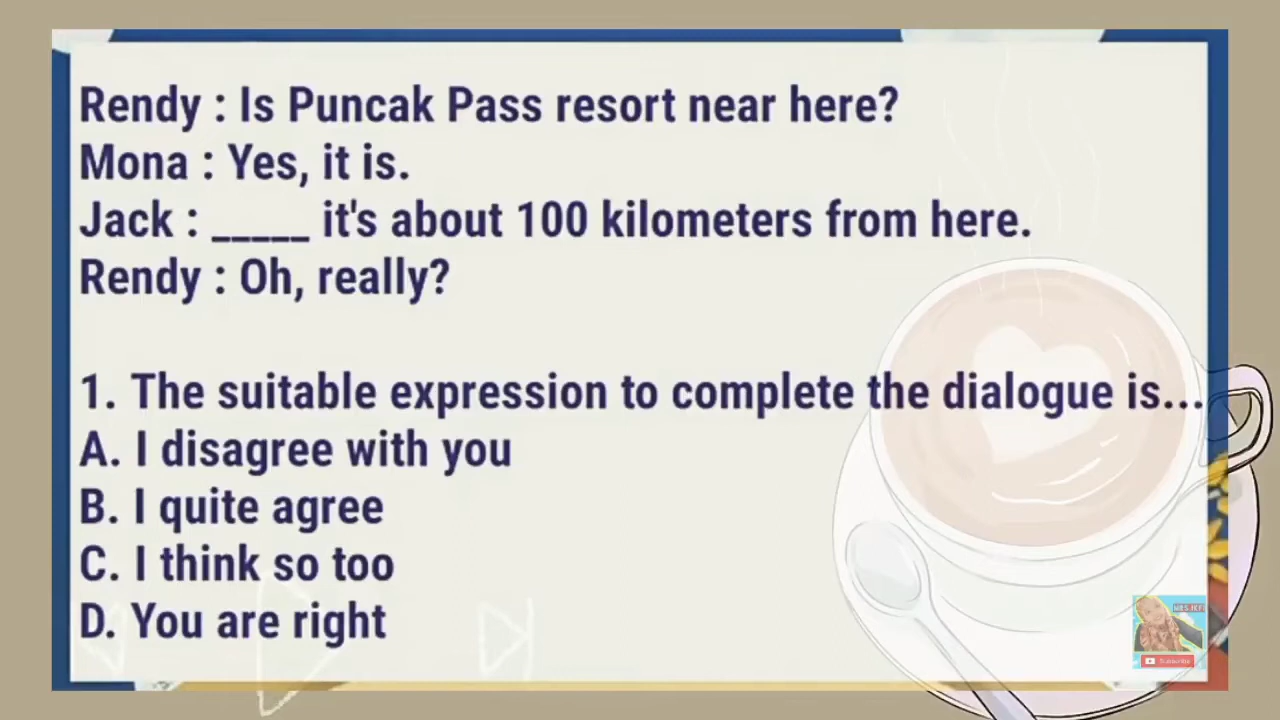 Rendy : Is Puncak Pass resort near here?
Mona : Yes, it is.
Jack : _____ it's about 100 kilometers from here.
Rendy : Oh, really?
1. The suitable expression to complete the dialogue is...
A. I disagree with you
B. I quite agree
C. I think so too
D. You are right
Subscribe